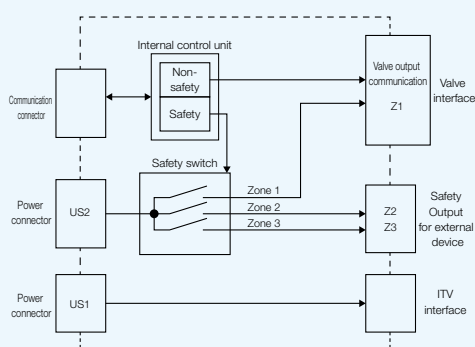 Internal control unit
Non-
safety
Safety
Communication
connector
Valve output
communication
Z1
Valve
interface
Safety switch
Power
connector
US2
Zone 1
Zone 2
Zone 3
Z2
Z3
Safety
Output
for external
device
Power
connector
US1
ITV
interface